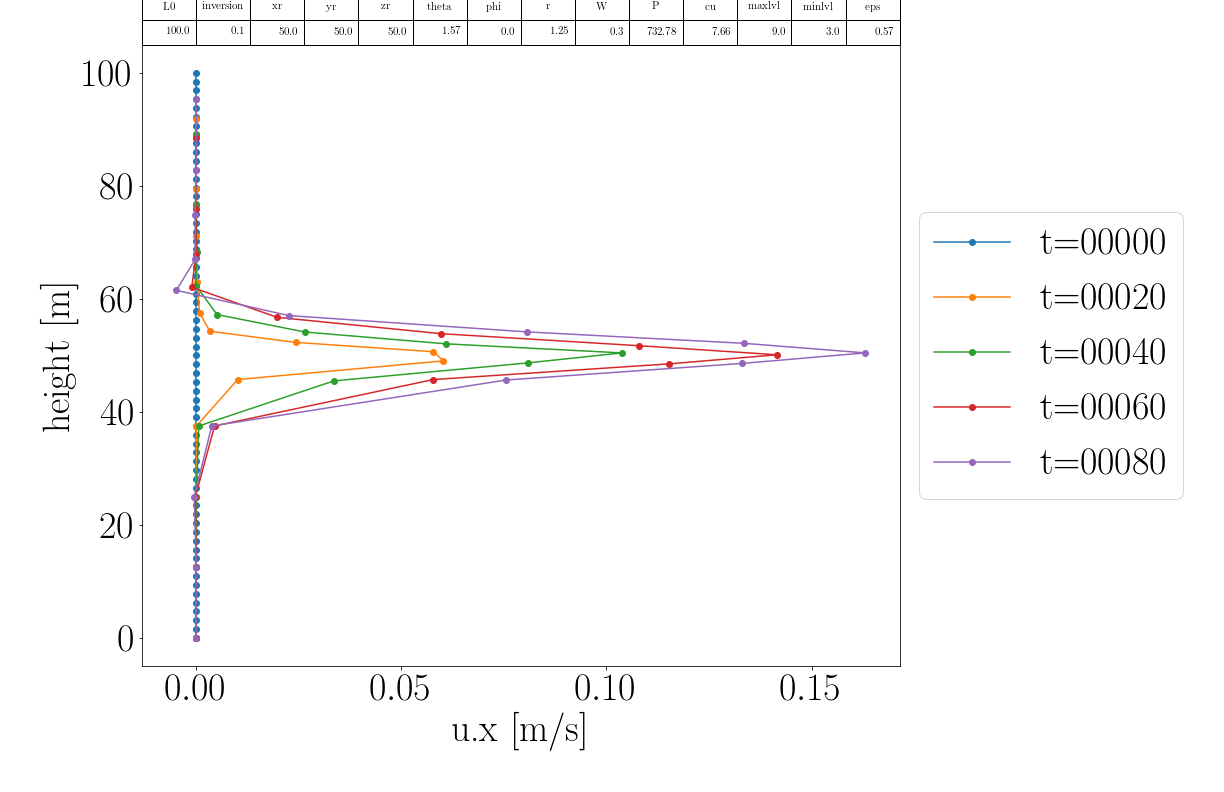 L0 inversion xr yr zr theta phi r W P cu maxlvl minlvl eps
100.0 0.1 50.0 50.0 50.0 1.57 0.0 1.25 0.3 732.78 7.66 9.0 3.0 0.57
100
80
60
40
20
0
height [m]
0.00 0.05 0.10 0.15
u.x [m/s]
t=00000
t=00020
t=00040
t=00060
t=00080